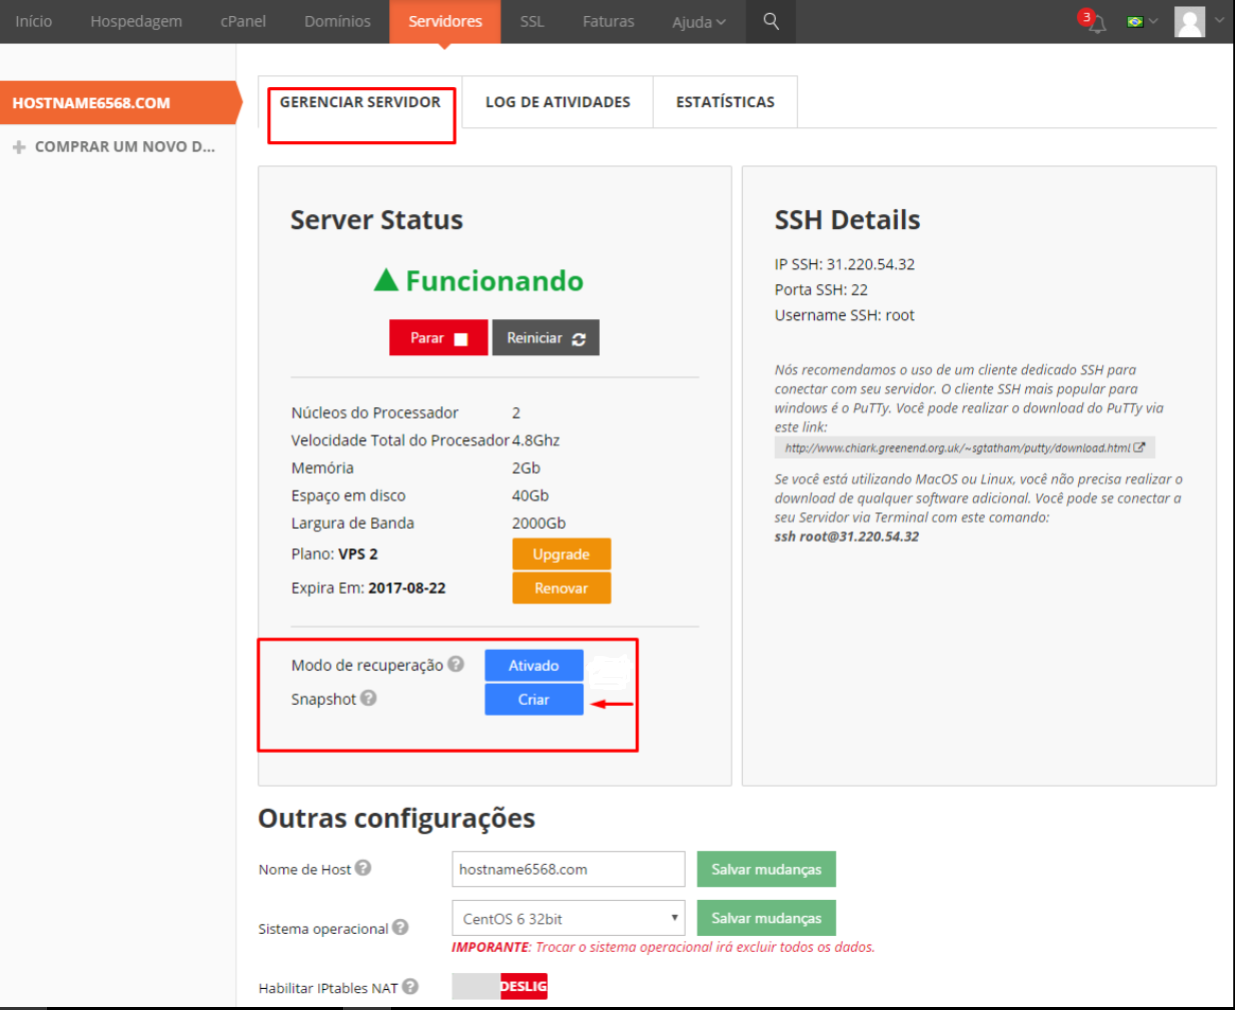 Início Hospedagem cPanel Domínios Servidores SSL Faturas Ajuda 3
HOSTNAME6568.COM
COMPRAR UM NOVO D...
GERENCIAR SERVIDOR LOG DE ATIVIDADES ESTATÍSTICAS
Server Status
Funcionando
Parar Reiniciar
Núcleos do Processador 2
Velocidade Total do Procesador 4.8Ghz
Memória 2Gb
Espaço em disco 40Gb
Largura de Banda 2000Gb
Plano: VPS 2 Upgrade
Expira Em: 2017-08-22 Renovar
Modo de recuperação ? Ativado
Snapshot ? Criar
SSH Details
IP SSH: 31.220.54.32
Porta SSH: 22
Username SSH: root
Nós recomendamos o uso de um cliente dedicado SSH para
conectar com seu servidor. O cliente SSH mais popular para
windows é o PuTTy. Você pode realizar o download do PuTTy via
este link:
http://www.chiark.greenend.org.uk/~sgtatham/putty/download.html
Se você está utilizando MacOS ou Linux, você não precisa realizar o
download de qualquer software adicional. Você pode se conectar a
seu Servidor via Terminal com este comando:
ssh root@31.220.54.32
Outras configurações
Nome de Host ? hostname6568.com Salvar mudanças
Sistema operacional ? CentOS 6 32bit Salvar mudanças
IMPORANTE: Trocar o sistema operacional irá excluir todos os dados.
Habilitar IPtables NAT ? DESLIG